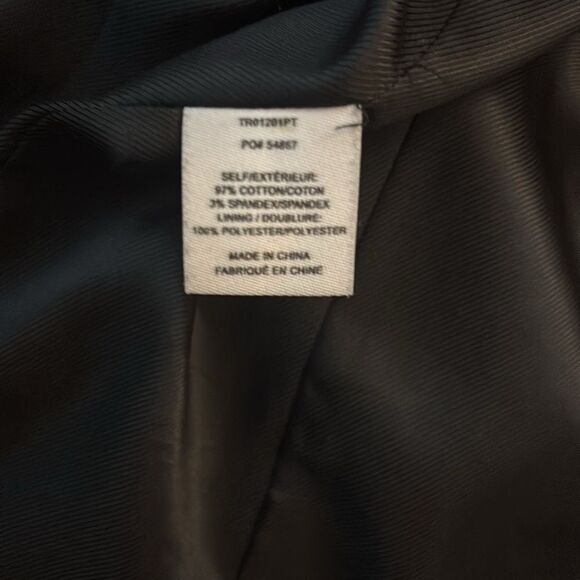 TR01201PT
PO# 54867
SELF/EXTÉRIEUR:
97% COTTON/COTON
3% SPANDEX/SPANDEX
LINING / DOUBLURE:
100% POLYESTER/POLYESTER
MADE IN CHINA
FABRIQUÉ EN CHINE